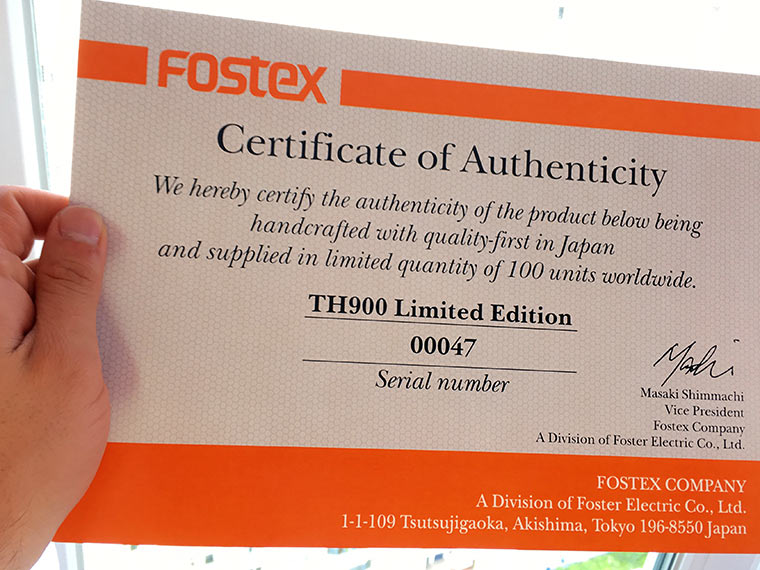 Fostex
Certificate of Authenticity
We hereby certify the authenticity of the product below being
handcrafted with quality-first in Japan
and supplied in limited quantity of 100 units worldwide.
TH900 Limited Edition
00047
Serial number
Masaki Shimmachi
Vice President
Fostex Company
A Division of Foster Electric Co., Ltd.
FOSTEX COMPANY
A Division of Foster Electric Co., Ltd.
1-1-109 Tsutsujigaoka, Akishima, Tokyo 196-8550 Japan